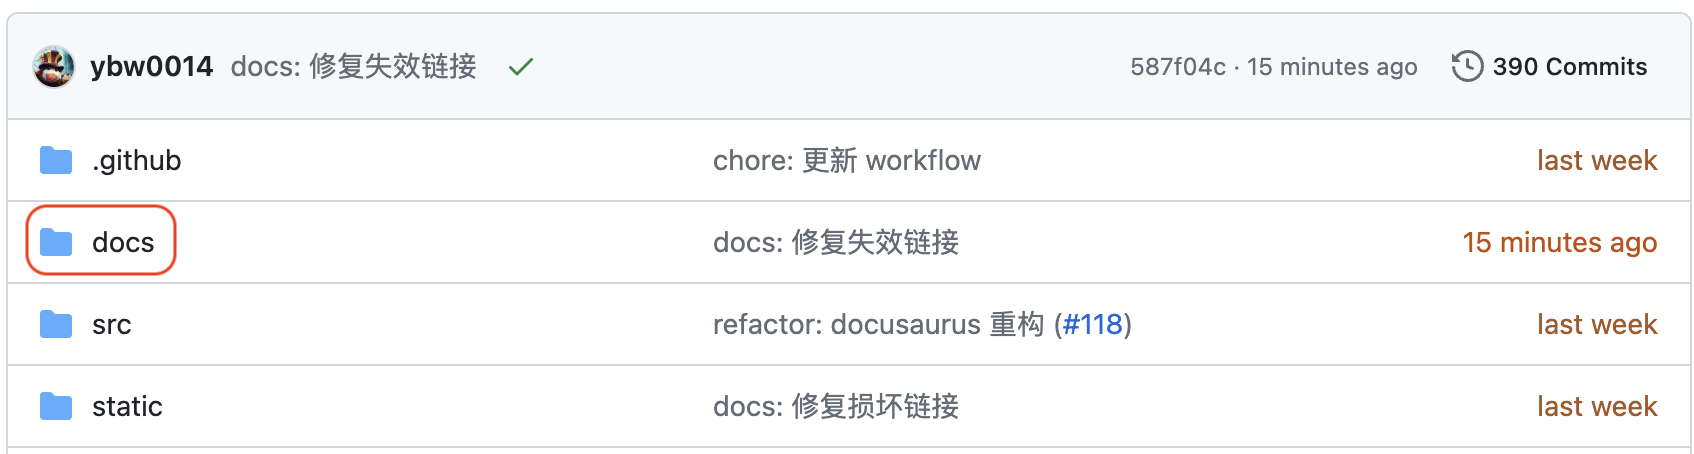 ybw0014 docs: 修复失效链接 587f04c · 15 minutes ago 390 Commits
.github chore: 更新 workflow last week
docs docs: 修复失效链接 15 minutes ago
src refactor: docusaurus 重构 (#118) last week
static docs: 修复损坏链接 last week